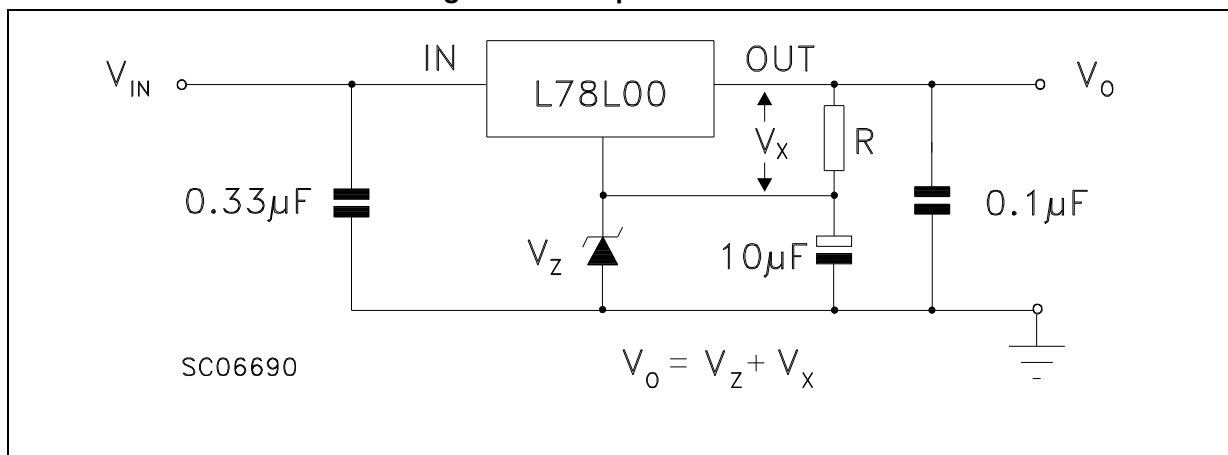 V_IN
IN
L78L00
OUT
V_O
V_X
R
0.33µF
V_Z
10µF
0.1µF
SC06690
V_O = V_Z + V_X